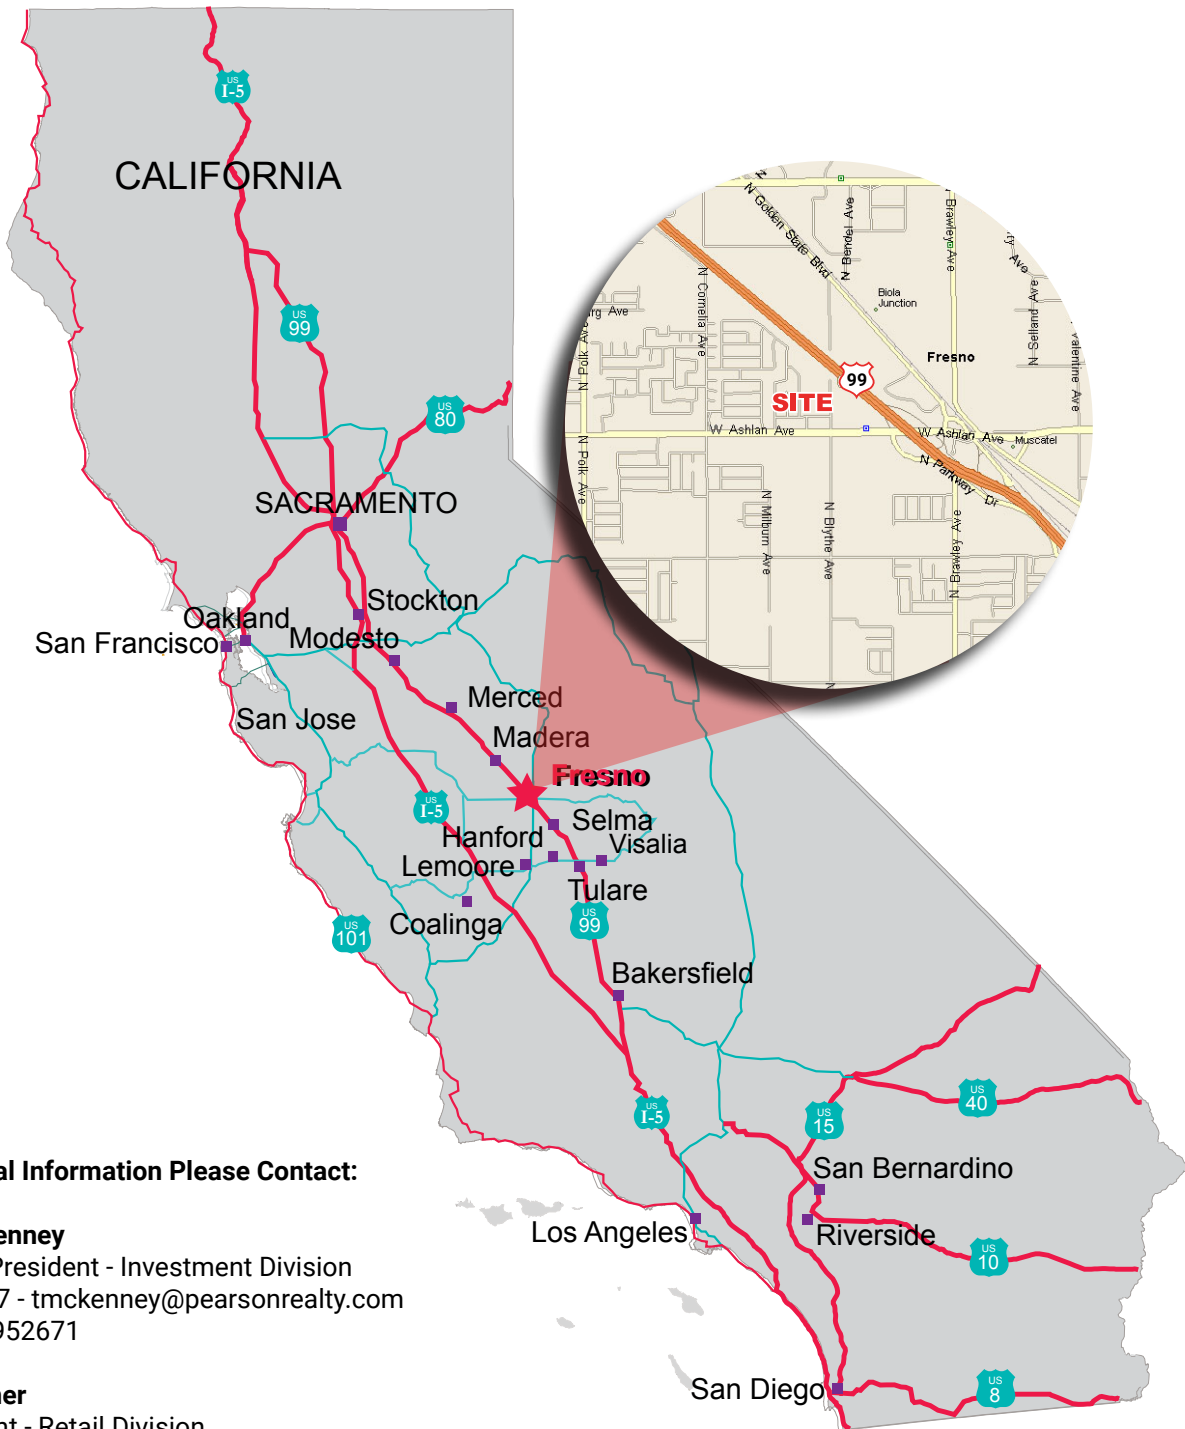 US
I-5
CALIFORNIA
US
99
US
80
SACRAMENTO
Stockton
Oakland
San Francisco
Modesto
Merced
San Jose
Madera
Fresno
US
I-5
Selma
Hanford
Visalia
Lemoore
Tulare
Coalinga
US
99
US
101
Bakersfield
US
40
US
I-5
US
15
San Bernardino
Los Angeles
Riverside
US
10
San Diego
US
8
N
N Golden State Blvd
N Bendel Ave
N Brawley Ave
ry Ave
N Selland Ave
Valentine Ave
N Cornelia Ave
rg Ave
N Polk Ave
Biola
Junction
Fresno
99
SITE
W Ashlan Ave
W Ashlan Ave
Muscatel
N Polk Ave
N Parkway Dr
N Milburn Ave
N Blythe Ave
N Brawley Ave
N
al Information Please Contact:
enney
President - Investment Division
7 - tmckenney@pearsonrealty.com
952671
er
nt - Retail Division